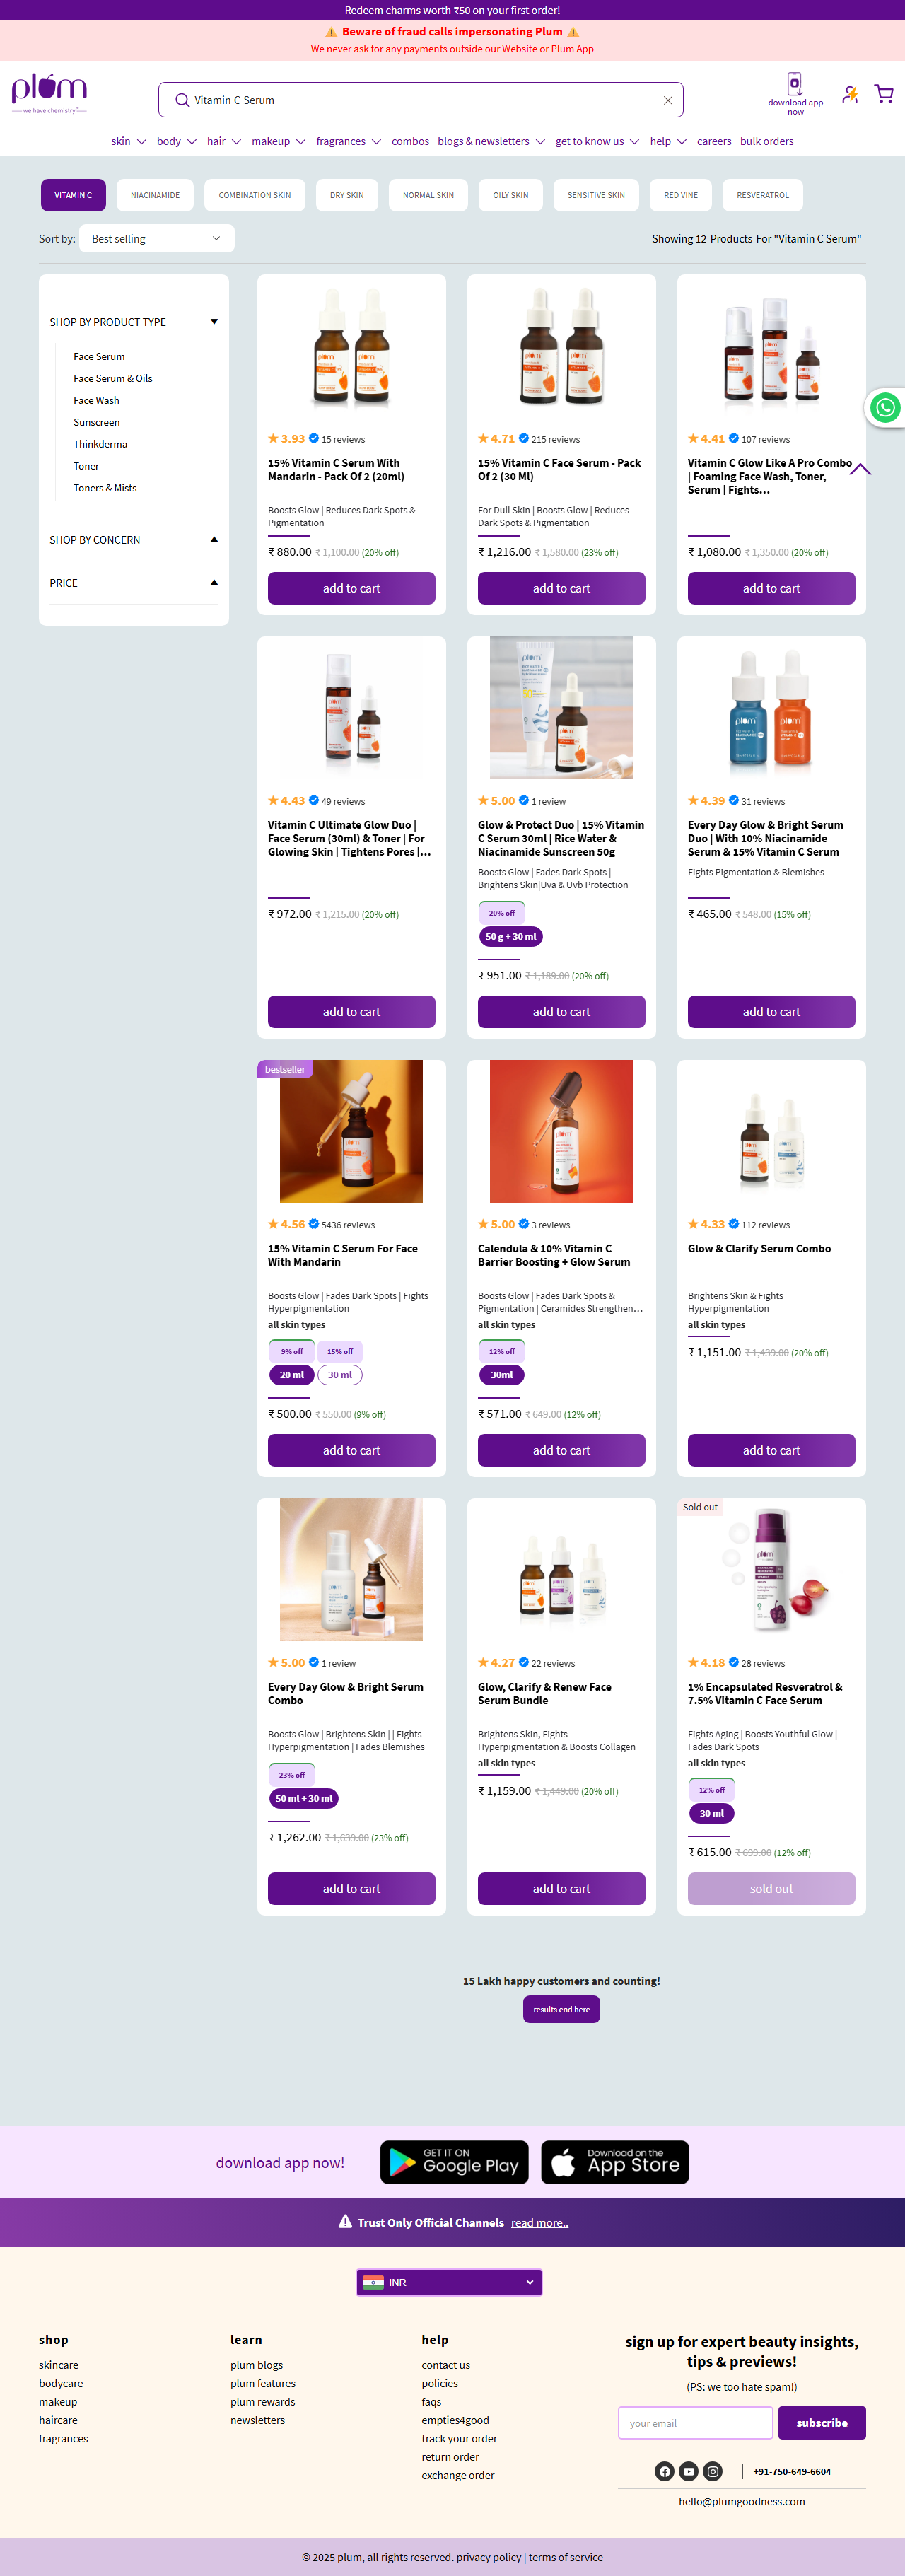 Redeem charms worth ₹50 on your first order!
⚠️ Beware of fraud calls impersonating Plum ⚠️
We never ask for any payments outside our Website or Plum App
plum
we have chemistry
Vitamin C Serum
download app
now
skin body hair makeup fragrances combos blogs & newsletters get to know us help careers bulk orders
VITAMIN C NIACINAMIDE COMBINATION SKIN DRY SKIN NORMAL SKIN OILY SKIN SENSITIVE SKIN RED VINE RESVERATROL
Sort by: Best selling
Showing 12 Products For "Vitamin C Serum"
SHOP BY PRODUCT TYPE
Face Serum
Face Serum & Oils
Face Wash
Sunscreen
Thinkderma
Toner
Toners & Mists
SHOP BY CONCERN
PRICE
3.93 15 reviews
15% Vitamin C Serum With
Mandarin - Pack Of 2 (20ml)
Boosts Glow | Reduces Dark Spots &
Pigmentation
₹ 880.00 ₹ 1,100.00 (20% off)
add to cart
4.71 215 reviews
15% Vitamin C Face Serum - Pack
Of 2 (30 Ml)
For Dull Skin | Boosts Glow | Reduces
Dark Spots & Pigmentation
₹ 1,216.00 ₹ 1,580.00 (23% off)
add to cart
4.41 107 reviews
Vitamin C Glow Like A Pro Combo
| Foaming Face Wash, Toner,
Serum | Fights...
₹ 1,080.00 ₹ 1,350.00 (20% off)
add to cart
4.43 49 reviews
Vitamin C Ultimate Glow Duo |
Face Serum (30ml) & Toner | For
Glowing Skin | Tightens Pores |...
₹ 972.00 ₹ 1,215.00 (20% off)
add to cart
5.00 1 review
Glow & Protect Duo | 15% Vitamin
C Serum 30ml | Rice Water &
Niacinamide Sunscreen 50g
Boosts Glow | Fades Dark Spots |
Brightens Skin|Uva & Uvb Protection
20% off
50 g + 30 ml
₹ 951.00 ₹ 1,189.00 (20% off)
add to cart
4.39 31 reviews
Every Day Glow & Bright Serum
Duo | With 10% Niacinamide
Serum & 15% Vitamin C Serum
Fights Pigmentation & Blemishes
₹ 465.00 ₹ 548.00 (15% off)
add to cart
bestseller
4.56 5436 reviews
15% Vitamin C Serum For Face
With Mandarin
Boosts Glow | Fades Dark Spots | Fights
Hyperpigmentation
all skin types
9% off 15% off
20 ml 30 ml
₹ 500.00 ₹ 550.00 (9% off)
add to cart
5.00 3 reviews
Calendula & 10% Vitamin C
Barrier Boosting + Glow Serum
Boosts Glow | Fades Dark Spots &
Pigmentation | Ceramides Strengthen...
all skin types
12% off
30ml
₹ 571.00 ₹ 649.00 (12% off)
add to cart
4.33 112 reviews
Glow & Clarify Serum Combo
Brightens Skin & Fights
Hyperpigmentation
all skin types
₹ 1,151.00 ₹ 1,439.00 (20% off)
add to cart
5.00 1 review
Every Day Glow & Bright Serum
Combo
Boosts Glow | Brightens Skin | | Fights
Hyperpigmentation | Fades Blemishes
23% off
50 ml + 30 ml
₹ 1,262.00 ₹ 1,639.00 (23% off)
add to cart
4.27 22 reviews
Glow, Clarify & Renew Face
Serum Bundle
Brightens Skin, Fights
Hyperpigmentation & Boosts Collagen
all skin types
₹ 1,159.00 ₹ 1,449.00 (20% off)
add to cart
Sold out
4.18 28 reviews
1% Encapsulated Resveratrol &
7.5% Vitamin C Face Serum
Fights Aging | Boosts Youthful Glow |
Fades Dark Spots
all skin types
12% off
30 ml
₹ 615.00 ₹ 699.00 (12% off)
sold out
15 Lakh happy customers and counting!
results end here
download app now!
GET IT ON
Google Play
Download on the
App Store
Trust Only Official Channels read more..
INR
shop
skincare
bodycare
makeup
haircare
fragrances
learn
plum blogs
plum features
plum rewards
newsletters
help
contact us
policies
faqs
empties4good
track your order
return order
exchange order
sign up for expert beauty insights,
tips & previews!
(PS: we too hate spam!)
your email
subscribe
+91-750-649-6604
hello@plumgoodness.com
© 2025 plum, all rights reserved. privacy policy | terms of service